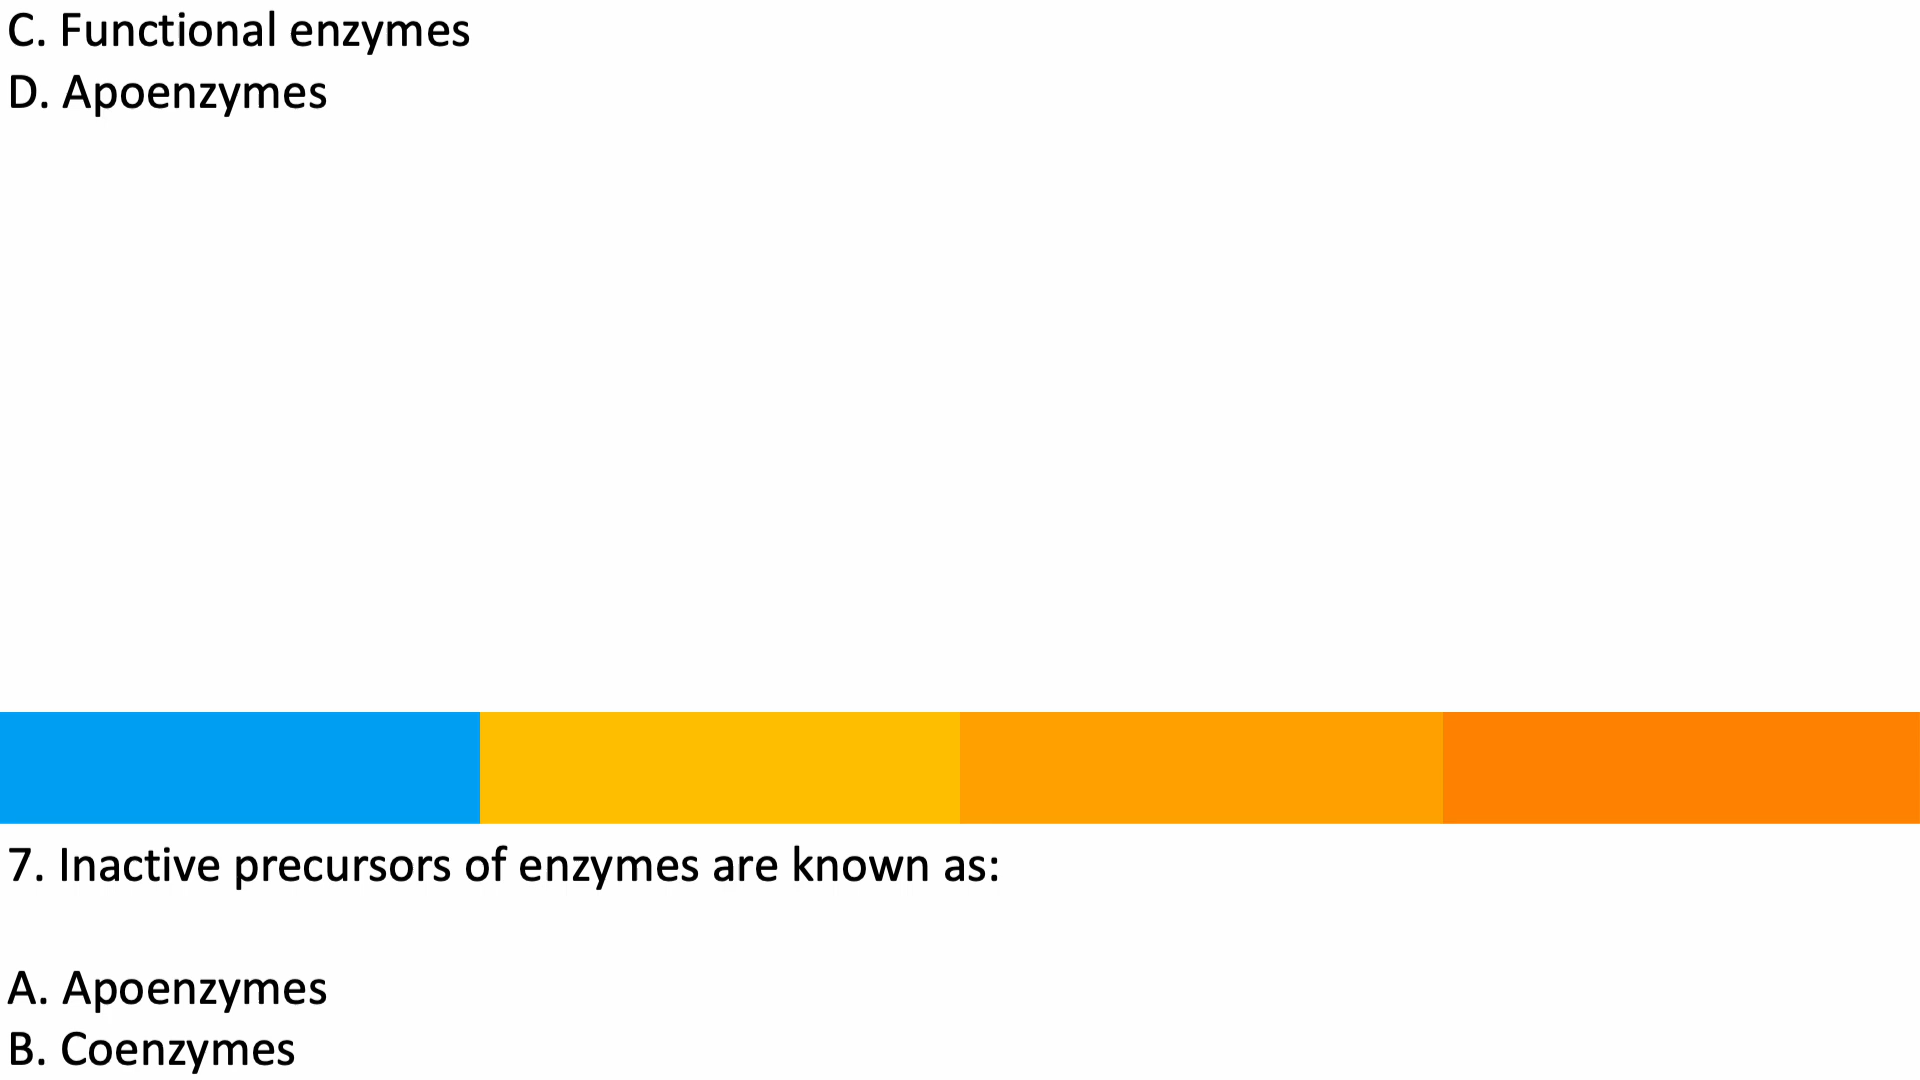 C. Functional enzymes
D. Apoenzymes
7. Inactive precursors of enzymes are known as:
A. Apoenzymes
B. Coenzymes